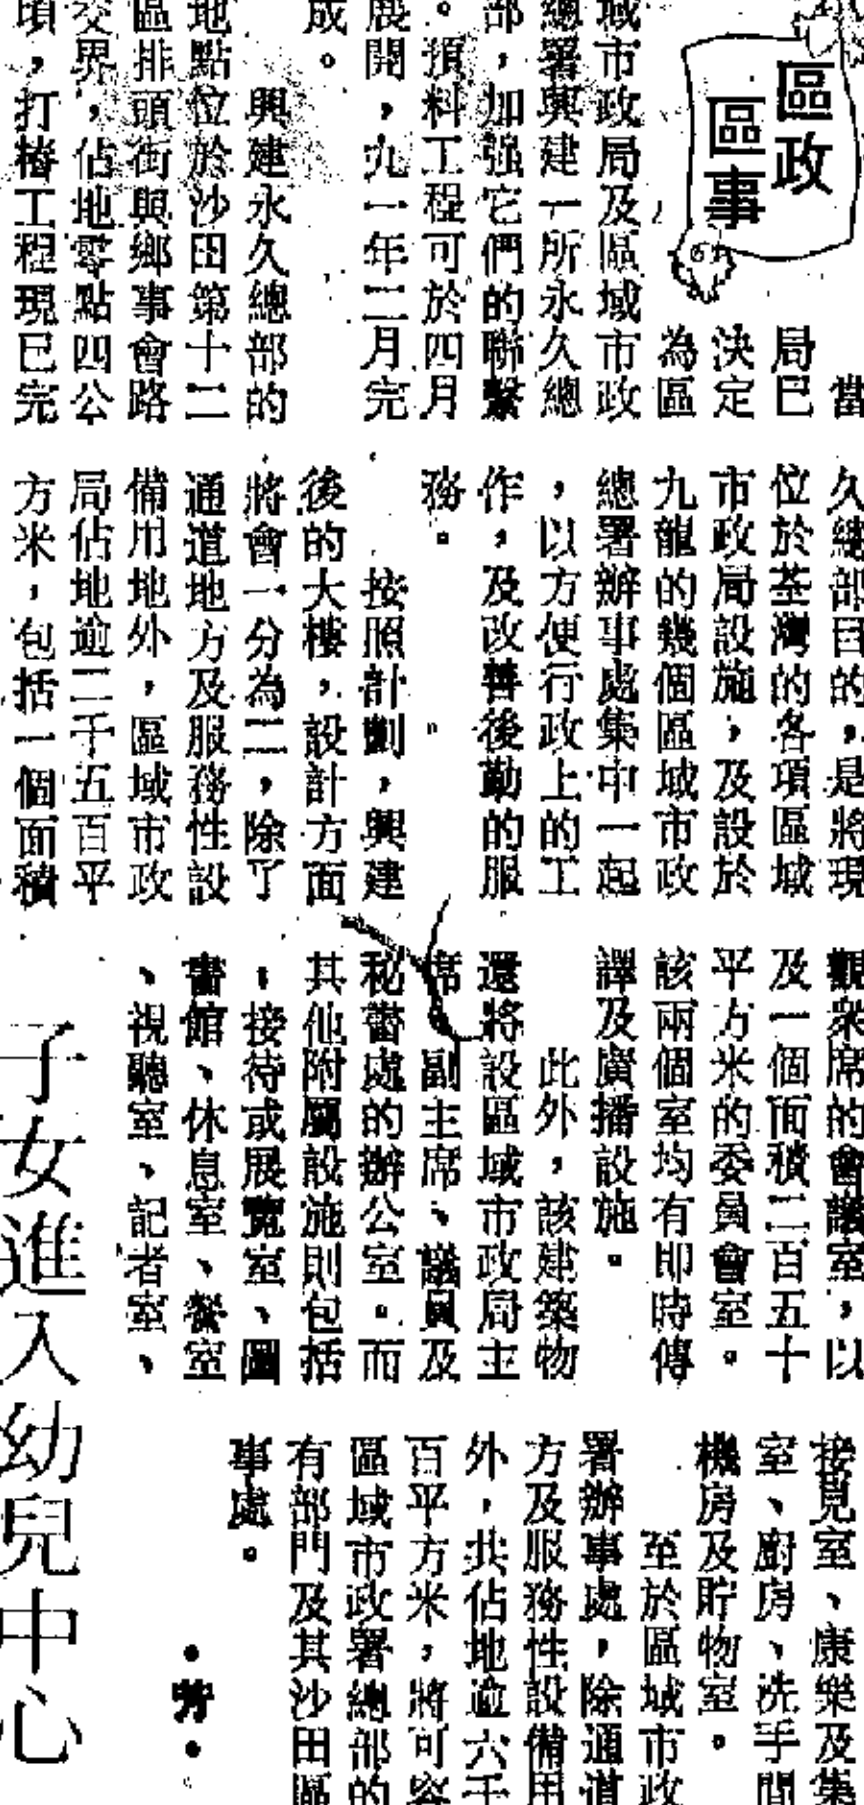 區政
區事
當
局已
決定
為區
域市政局及區域市政
總署興建一所永久總
部，加强它們的聯繫
。預料工程可於四月
展開，九一年二月完
成。
興建永久總部的
地點位於沙田第十二
區排頭街與鄉事會路
交界，佔地零點四公
頃，打樁工程現已完
久總部目的，是將現
位於荃灣的各項區域
市政局設施，及設於
九龍的幾個區域市政
總署辦事處集中一起
，以方便行政上的工
作，及改善後勤的服
務。
按照計劃，興建
後的大樓，設計方面
將會一分為二，除了
通道地方及服務性設
備用地外，區域市政
局佔地逾二千五百平
方米，包括一個面積
觀衆席的會議室，以
及一個面積二百五十
平方米的委員會室。
該兩個室均有即時傳
譯及廣播設施。
此外，該建築物
還將設區域市政局主
席、副主席、議員及
秘書處的辦公室。而
其他附屬設施則包括
，接待或展覽室、圖
書館、休息室、餐室
、視聽室、記者室、
接見室、康樂及集
室、廚房、洗手間
機房及貯物室。
至於區域市政
署辦事處，除通道
方及服務性設備用
外，共佔地逾六千
百平方米，將可容
區域市政署總部的
有部門及其沙田區
事處。
•芳•
子女進入幼兒中心